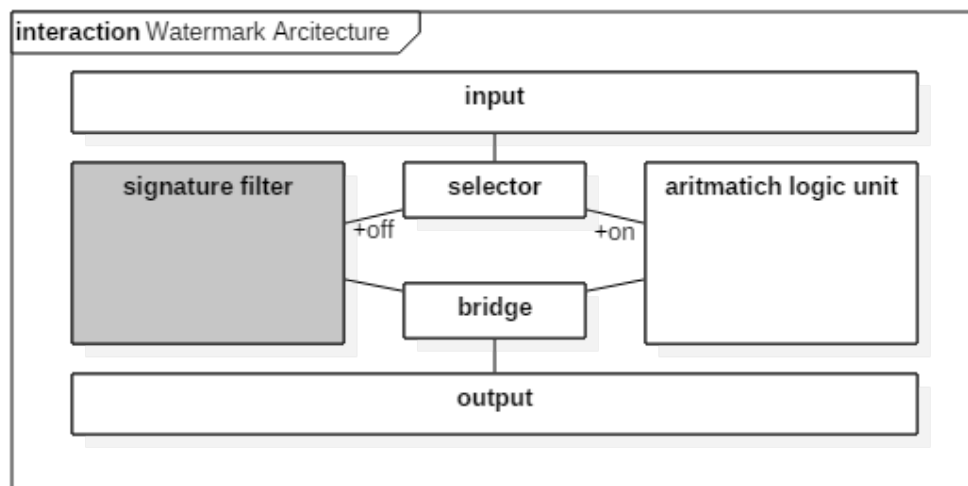 interaction Watermark Arcitecture
input
signature filter
selector
aritmatich logic unit
+off
+on
bridge
output